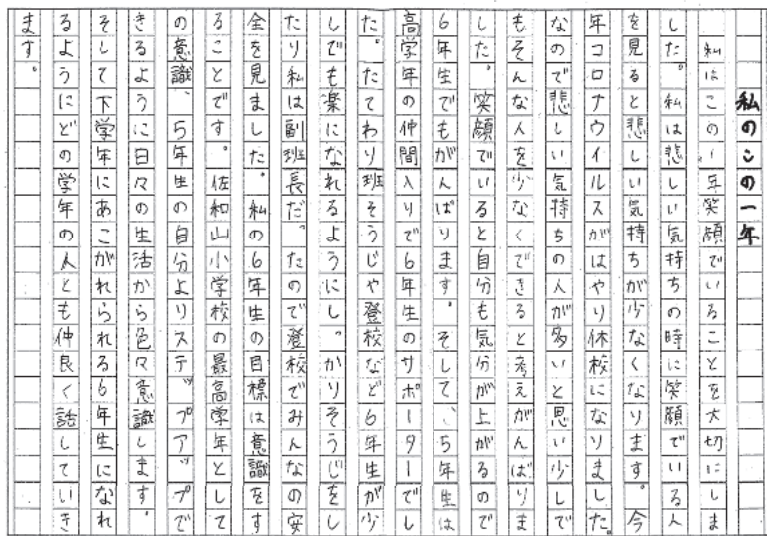 私のこの一年
私はこの一年笑顔でいることを大切にしま
した。私は悲しい気持ちの時に笑顔でいる人
を見ると悲しい気持ちが少なくなります。今
年コロナウイルスがはやり休校になりました。
なので悲しい気持ちの人が多いと思い少しで
もそんな人を少なくできると考えがんばりま
した。笑顔でいると自分も気分が上がるので
6年生でもがんばります。そして、5年生は
高学年の仲間入りで6年生のサポーターでし
た。たてわり班そうじや登校など6年生が少
しでも楽になれるようにしっかりそうじをし
たり私は副班長だったので登校でみんなの安
全を見ました。私の6年生の目標は意識をす
ることです。佐和山小学校の最高学年として
の意識、5年生の自分よりステップアップで
きるように日々の生活から色々意識します。
そして下学年にあこがれられる6年生になれ
るようにどの学年の人とも仲良く話していき
ます。